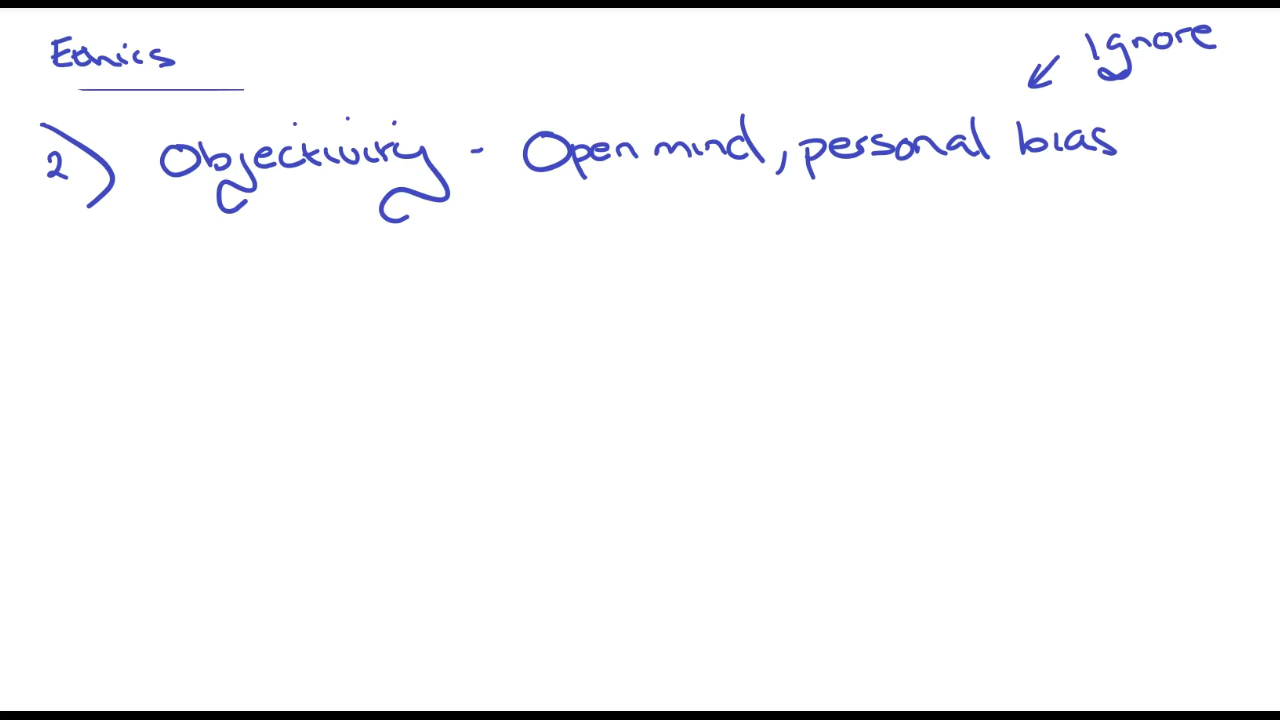 Ethics
Ignore
2) Objectivity - Open mind, personal bias